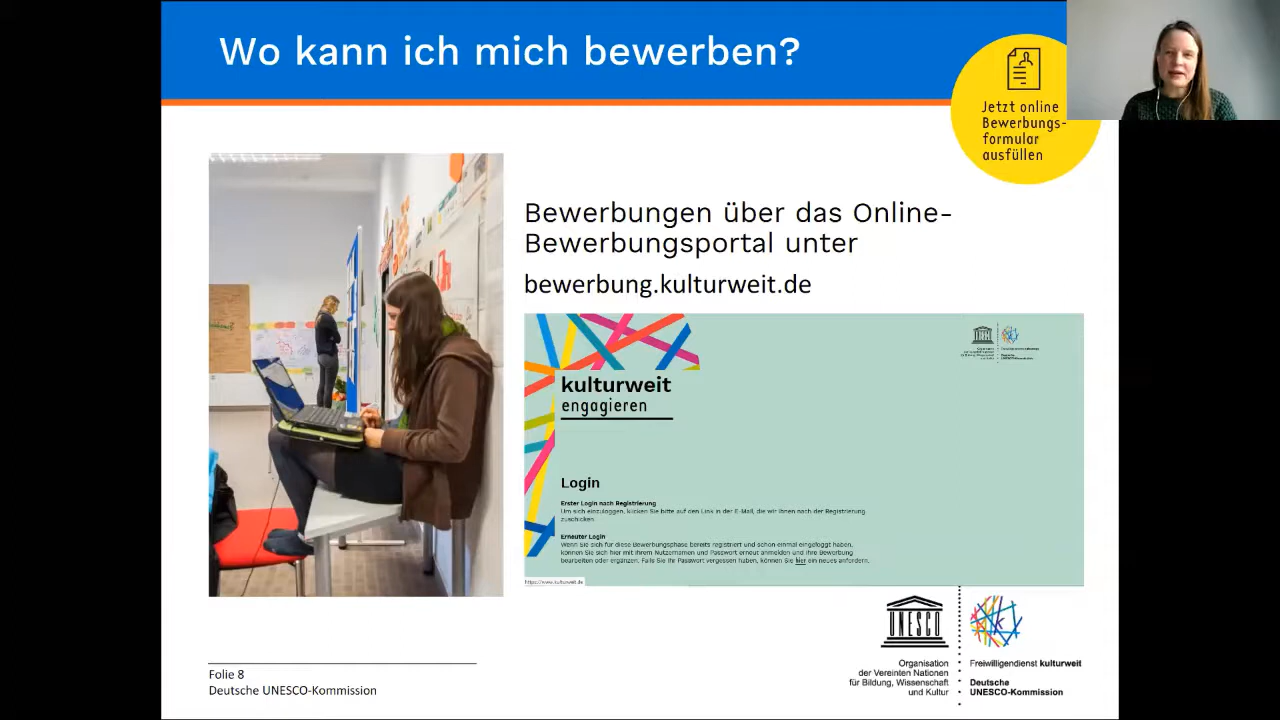 Wo kann ich mich bewerben?
Jetzt online
Bewerbungs-
formular
ausfüllen
Bewerbungen über das Online-
Bewerbungsportal unter
bewerbung.kulturweit.de
kulturweit
engagieren
Login
Erster Login nach Registrierung
Um sich einzuloggen, klicken Sie bitte auf den Link in der E-Mail, die wir Ihnen nach der Registrierung
zuschicken.
Erneuter Login
Wenn Sie sich für diese Bewerbungsphase bereits registriert und schon einmal eingeloggt haben,
können Sie sich hier mit Ihrem Nutzernamen und Passwort erneut anmelden und Ihre Bewerbung
bearbeiten oder ergänzen. Falls Sie Ihr Passwort vergessen haben, können Sie hier ein neues anfordern.
https://www.kulturweit.de
UNESCO
k
Organisation
der Vereinten Nationen
für Bildung, Wissenschaft
und Kultur
Freiwilligendienst kulturweit
Deutsche
UNESCO-Kommission
Folie 8
Deutsche UNESCO-Kommission